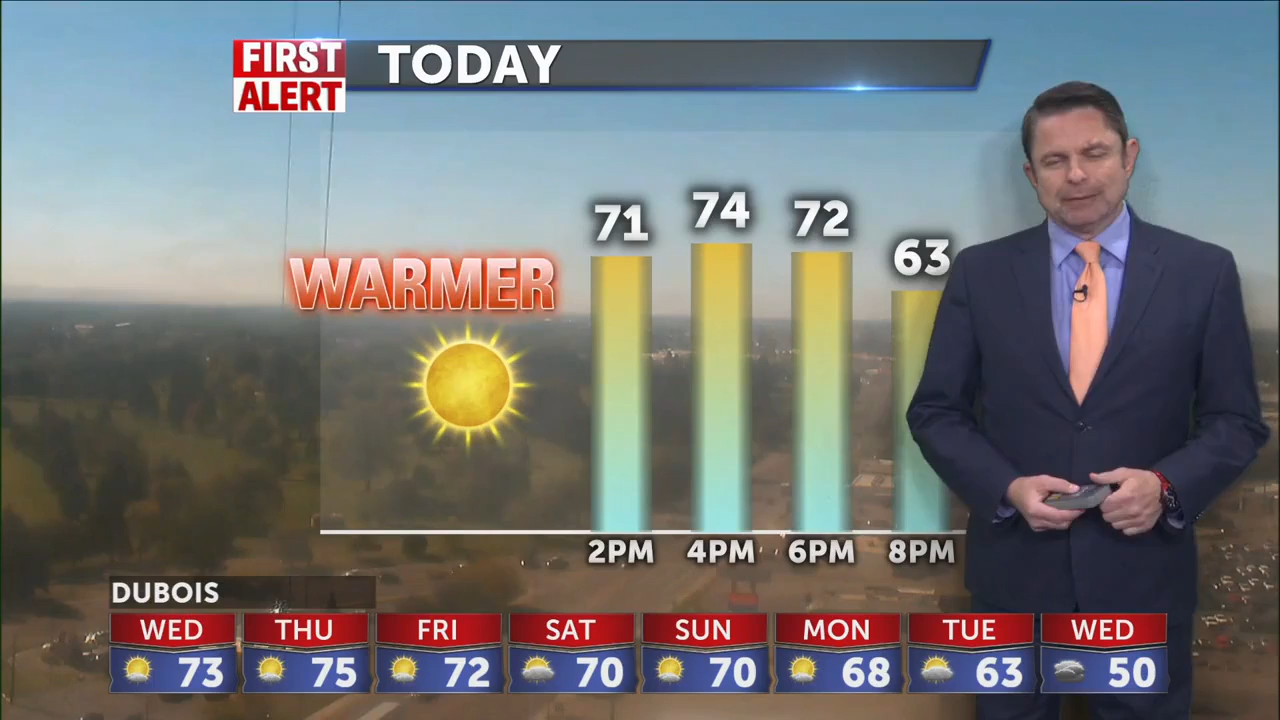 FIRST
ALERT
TODAY
WARMER
71
74
72
63
2PM
4PM
6PM
8PM
DUBOIS
WED
THU
FRI
SAT
SUN
MON
TUE
WED
73
75
72
70
70
68
63
50